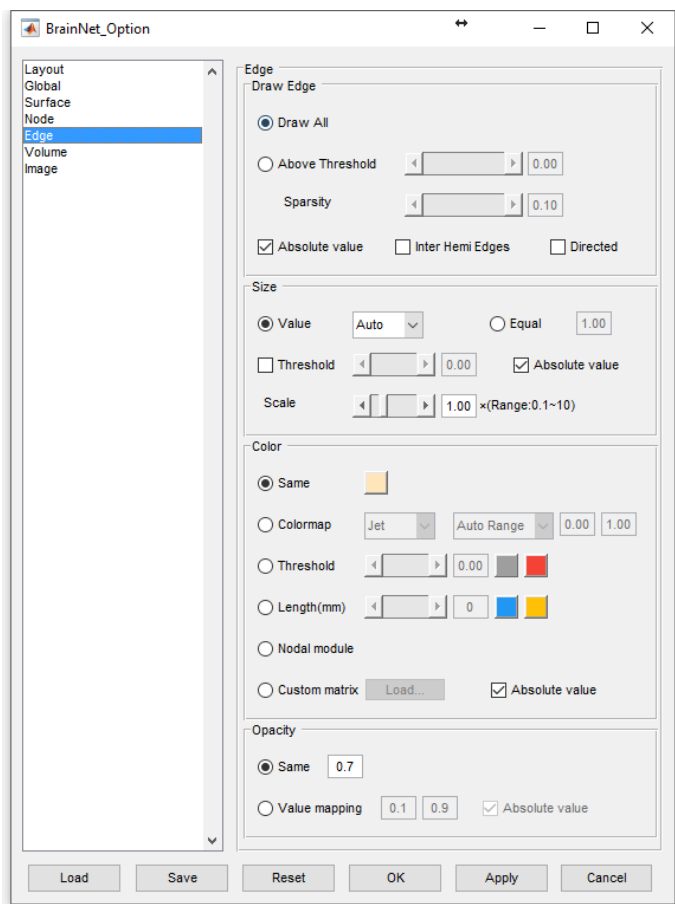 BrainNet_Option
Layout
Global
Surface
Node
Edge
Volume
Image
Edge
Draw Edge
Draw All
Above Threshold 0.00
Sparsity 0.10
Absolute value Inter Hemi Edges Directed
Size
Value Auto Equal 1.00
Threshold 0.00 Absolute value
Scale 1.00 ×(Range:0.1~10)
Color
Same
Colormap Jet Auto Range 0.00 1.00
Threshold 0.00
Length(mm) 0
Nodal module
Custom matrix Load... Absolute value
Opacity
Same 0.7
Value mapping 0.1 0.9 Absolute value
Load Save Reset OK Apply Cancel